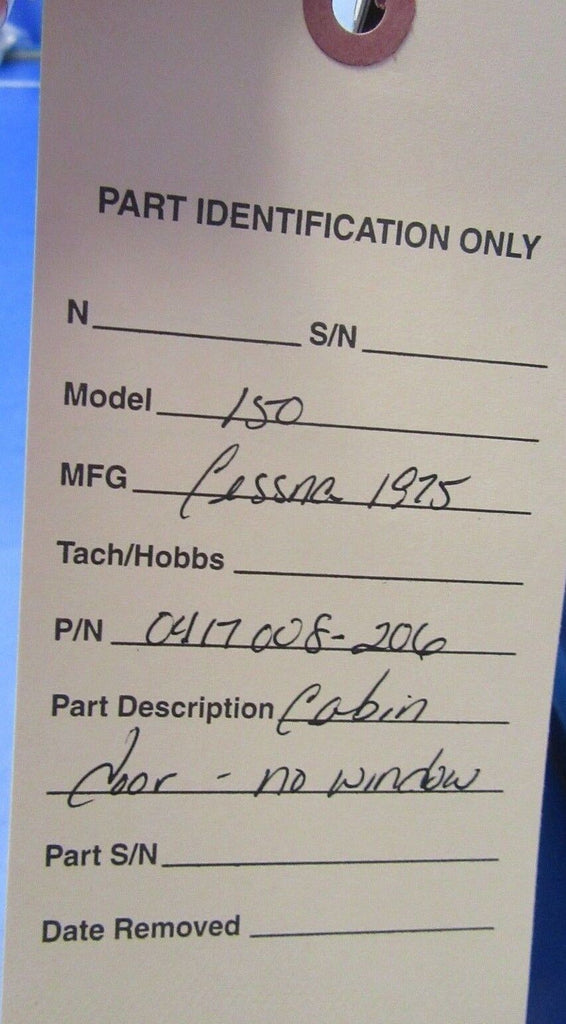 PART IDENTIFICATION ONLY
N S/N
Model 150
MFG Cessna 1975
Tach/Hobbs
P/N 0417008-206
Part Description Cabin
door - no window
Part S/N
Date Removed